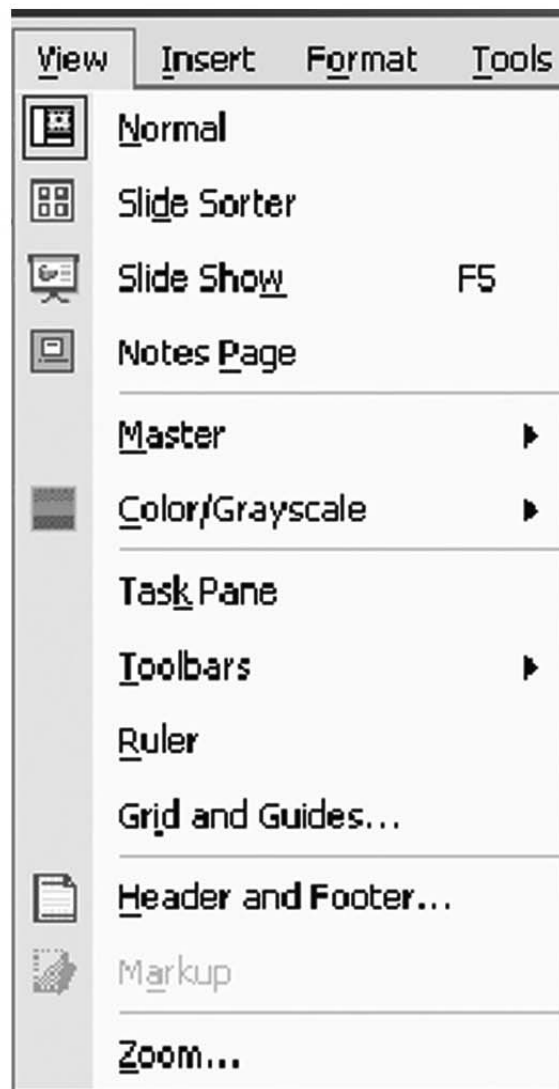 View Insert Format Tools
Normal
Slide Sorter
Slide Show F5
Notes Page
Master
Color/Grayscale
Task Pane
Toolbars
Ruler
Grid and Guides...
Header and Footer...
Markup
Zoom...